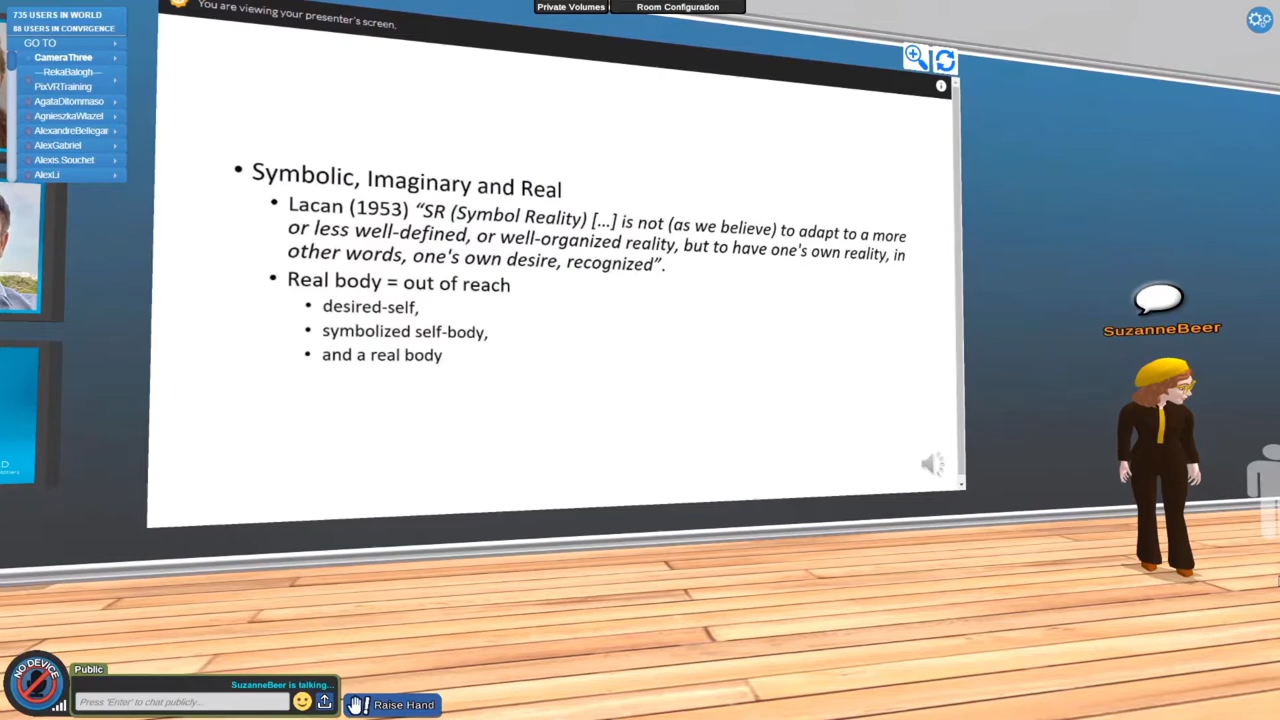 735 USERS IN WORLD
88 USERS IN CONVRGENCE
GO TO
CameraThree
—RekaBalogh—
PixVRTraining
AgataDitommaso
AgnieszkaWlazel
AlexandreBellegar
AlexGabriel
Alexis.Souchet
AlexLi
Private Volumes
Room Configuration
You are viewing your presenter's screen.
• Symbolic, Imaginary and Real
• Lacan (1953) “SR (Symbol Reality) [...] is not (as we believe) to adapt to a more
or less well-defined, or well-organized reality, but to have one's own reality, in
other words, one's own desire, recognized”.
• Real body = out of reach
• desired-self,
• symbolized self-body,
• and a real body
SuzanneBeer
NO DEVICE
Public
SuzanneBeer is talking...
Press 'Enter' to chat publicly...
Raise Hand